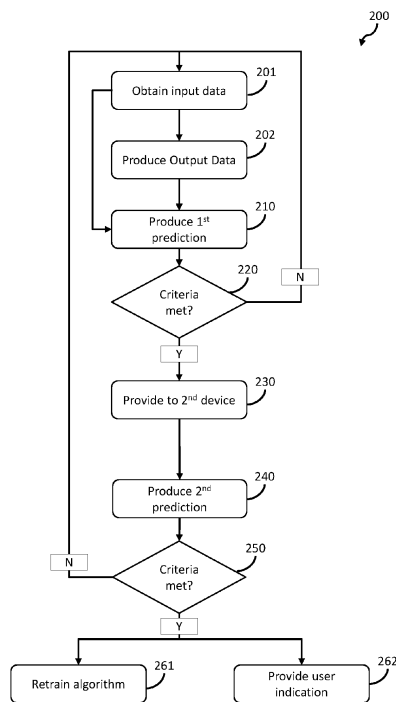 200
Obtain input data
201
Produce Output Data
202
Produce 1st
prediction
210
Criteria
met?
220
N
Y
Provide to 2nd device
230
Produce 2nd
prediction
240
Criteria
met?
250
N
Y
Retrain algorithm
261
Provide user
indication
262